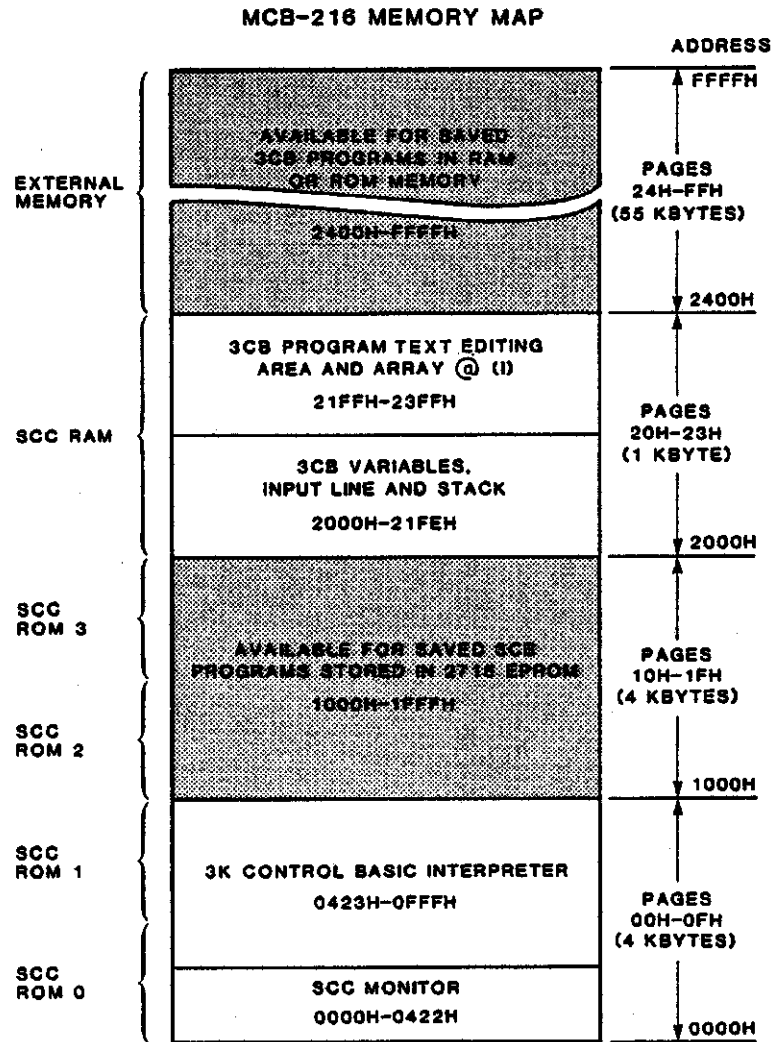 MCB-216 MEMORY MAP
ADDRESS
FFFFH
EXTERNAL
MEMORY
AVAILABLE FOR SAVED
3CB PROGRAMS IN RAM
OR ROM MEMORY
2400H-FFFFH
PAGES
24H-FFH
(55 KBYTES)
2400H
SCC RAM
3CB PROGRAM TEXT EDITING
AREA AND ARRAY @ (I)
21FFH-23FFH
3CB VARIABLES,
INPUT LINE AND STACK
2000H-21FEH
PAGES
20H-23H
(1 KBYTE)
2000H
SCC
ROM 3
SCC
ROM 2
AVAILABLE FOR SAVED 3CB
PROGRAMS STORED IN 2716 EPROM
1000H-1FFFH
PAGES
10H-1FH
(4 KBYTES)
1000H
SCC
ROM 1
3K CONTROL BASIC INTERPRETER
0423H-0FFFH
PAGES
00H-0FH
(4 KBYTES)
SCC
ROM 0
SCC MONITOR
0000H-0422H
0000H